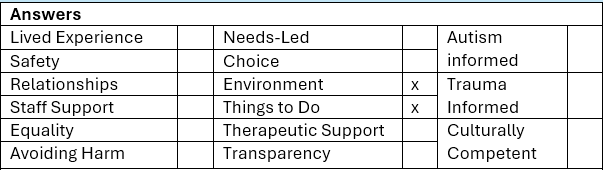 Answers
Lived Experience Needs-Led Autism
Safety Choice informed
Relationships Environment x Trauma
Staff Support Things to Do x Informed
Equality Therapeutic Support Culturally
Avoiding Harm Transparency Competent